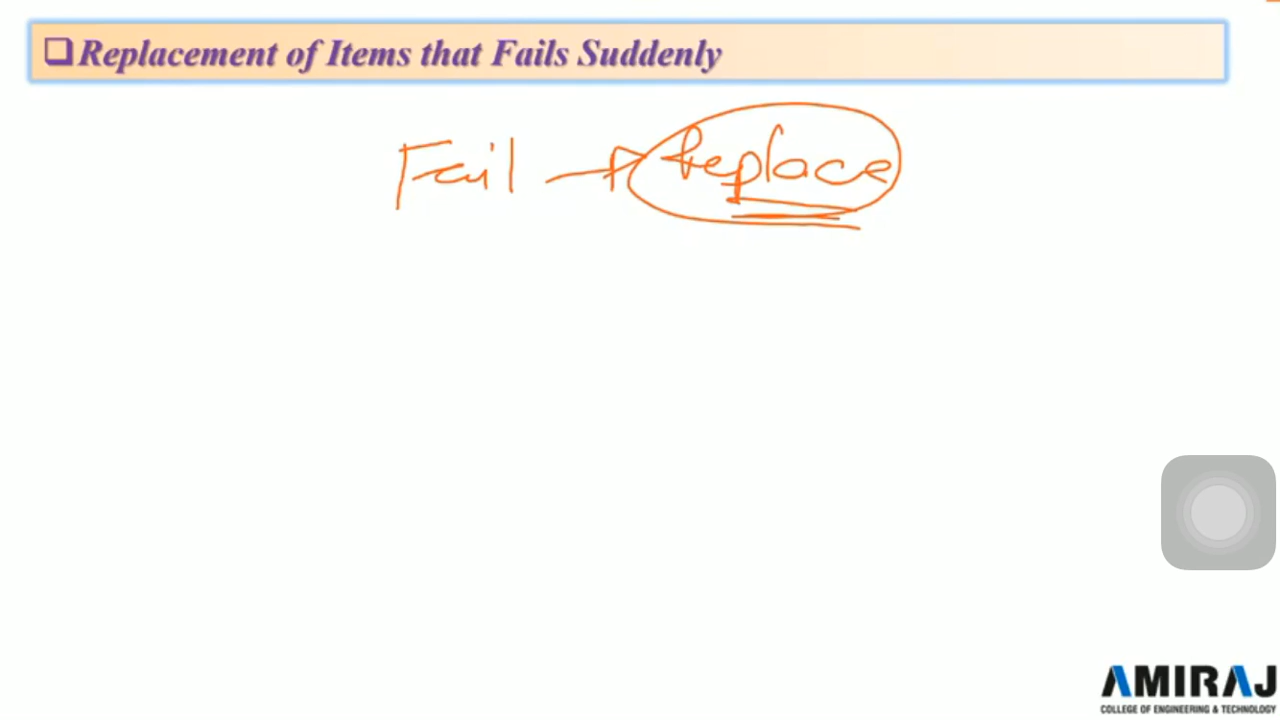 ❑Replacement of Items that Fails Suddenly
Fail → Replace
AMIRAJ
COLLEGE OF ENGINEERING & TECHNOLOGY